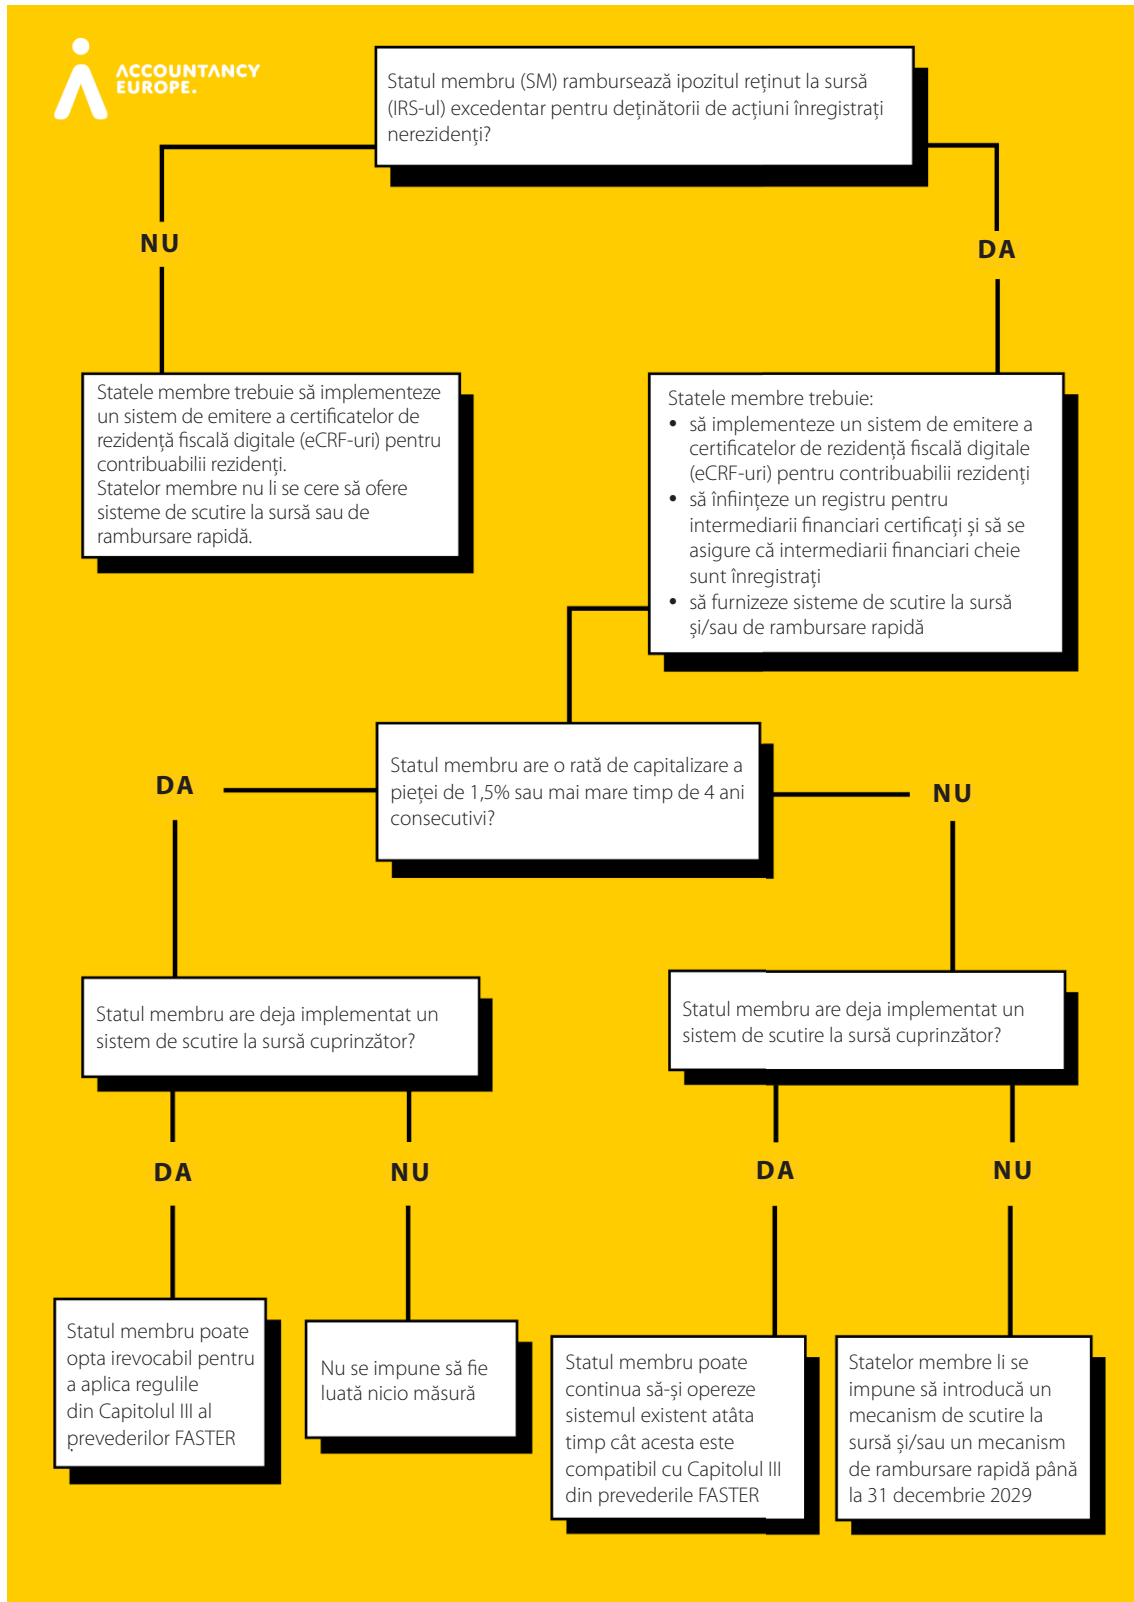 ACCOUNTANCY
EUROPE.
Statul membru (SM) rambursează ipozitul reținut la sursă
(IRS-ul) excedentar pentru deținătorii de acțiuni înregistrați
nerezidenți?
NU
DA
Statele membre trebuie să implementeze
un sistem de emitere a certificatelor de
rezidență fiscală digitale (eCRF-uri) pentru
contribuabilii rezidenți.
Statelor membre nu li se cere să ofere
sisteme de scutire la sursă sau de
rambursare rapidă.
Statele membre trebuie:
• să implementeze un sistem de emitere a
certificatelor de rezidență fiscală digitale
(eCRF-uri) pentru contribuabilii rezidenți
• să înființeze un registru pentru
intermediarii financiari certificați și să se
asigure că intermediarii financiari cheie
sunt înregistrați
• să furnizeze sisteme de scutire la sursă
și/sau de rambursare rapidă
Statul membru are o rată de capitalizare a
pieței de 1,5% sau mai mare timp de 4 ani
consecutivi?
DA
NU
Statul membru are deja implementat un
sistem de scutire la sursă cuprinzător?
Statul membru are deja implementat un
sistem de scutire la sursă cuprinzător?
DA
NU
DA
NU
Statul membru poate
opta irevocabil pentru
a aplica regulile
din Capitolul III al
prevederilor FASTER
Nu se impune să fie
luată nicio măsură
Statul membru poate
continua să-și opereze
sistemul existent atâta
timp cât acesta este
compatibil cu Capitolul III
din prevederile FASTER
Statelor membre li se
impune să introducă un
mecanism de scutire la
sursă și/sau un mecanism
de rambursare rapidă până
la 31 decembrie 2029